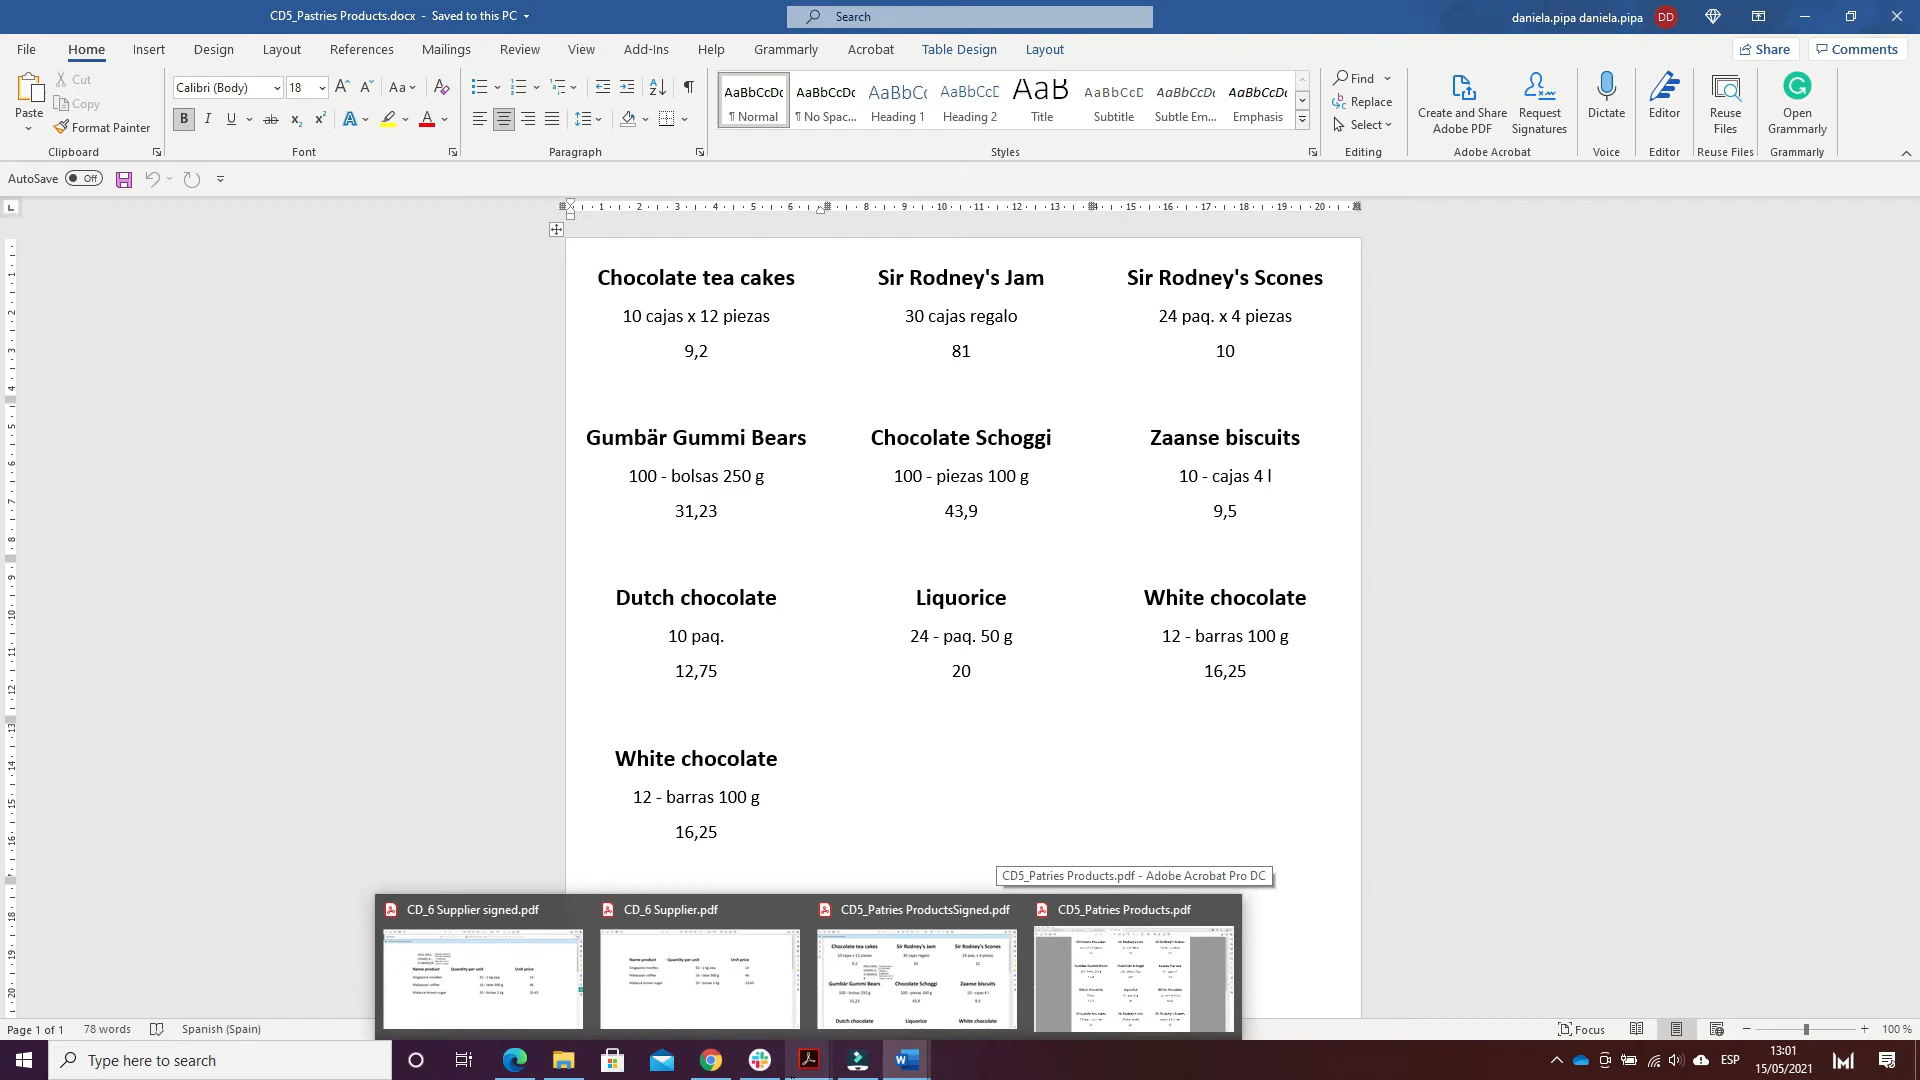 CD5_Pastries Products.docx - Saved to this PC
Search
daniela.pipa daniela.pipa
DD
File Home Insert Design Layout References Mailings Review View Add-Ins Help Grammarly Acrobat Table Design Layout
Share
Comments
Paste
Cut
Copy
Format Painter
Clipboard
Calibri (Body)
18
Font
Paragraph
AaBbCcDc AaBbCcDc AaBbCc AaBbCcD AaB AaBbCcD AaBbCcDc AaBbCcDc
¶ Normal ¶ No Spac... Heading 1 Heading 2 Title Subtitle Subtle Em... Emphasis
Styles
Find
Replace
Select
Editing
Create and Share
Adobe PDF
Request
Signatures
Adobe Acrobat
Dictate
Voice
Editor
Editor
Reuse
Files
Reuse Files
Open
Grammarly
Grammarly
AutoSave Off
Chocolate tea cakes Sir Rodney's Jam Sir Rodney's Scones
10 cajas x 12 piezas 30 cajas regalo 24 paq. x 4 piezas
9,2 81 10
Gumbär Gummi Bears Chocolate Schoggi Zaanse biscuits
100 - bolsas 250 g 100 - piezas 100 g 10 - cajas 4 l
31,23 43,9 9,5
Dutch chocolate Liquorice White chocolate
10 paq. 24 - paq. 50 g 12 - barras 100 g
12,75 20 16,25
White chocolate
12 - barras 100 g
16,25
CD5_Patries Products.pdf - Adobe Acrobat Pro DC
CD_6 Supplier signed.pdf CD_6 Supplier.pdf CD5_Patries ProductsSigned.pdf CD5_Patries Products.pdf
Page 1 of 1 78 words Spanish (Spain)
Focus
100 %
Type here to search
ESP
13:01
15/05/2021